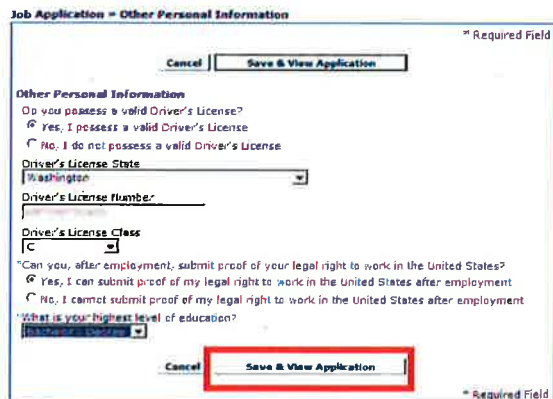 Job Application - Other Personal Information
* Required Field
Cancel Save & View Application
Other Personal Information
Do you possess a valid Driver's License?
Yes, I possess a valid Driver's License
No, I do not possess a valid Driver's License
Driver's License State
Washington
Driver's License Number
Driver's License Class
C
*Can you, after employment, submit proof of your legal right to work in the United States?
Yes, I can submit proof of my legal right to work in the United States after employment
No, I cannot submit proof of my legal right to work in the United States after employment
*What is your highest level of education?
Bachelor's Degree
Cancel Save & View Application
* Required Field